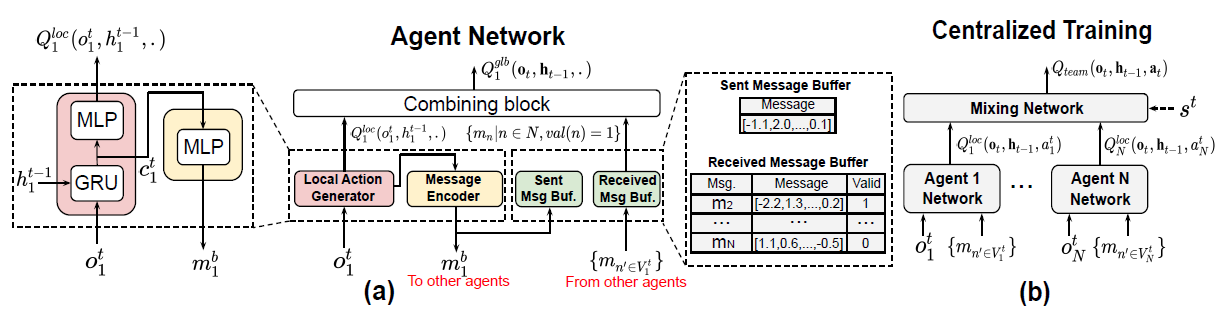 Agent Network
Centralized Training
Q_1^{loc}(o_1^t, h_1^{t-1}, .)
MLP
MLP
GRU
c_1^t
h_1^{t-1}
o_1^t
m_1^b
Q_1^{glb}(𝐨_t, 𝐡_{t-1}, .)
Combining block
Q_1^{loc}(o_1^t, h_1^{t-1}, .)
{m_n|n ∈ N, val(n) = 1}
Local Action
Generator
Message
Encoder
Sent
Msg Buf.
Received
Msg Buf.
o_1^t
m_1^b
{m_{n'∈V_1^t}}
To other agents
From other agents
(a)
Sent Message Buffer
Message
[-1.1,2.0,...,0.1]
Received Message Buffer
Msg. Message Valid
m2 [-2.2,1.3,...,0.2] 1
... ... ...
mN [1.1,0.6,...,-0.5] 0
Q_{team}(𝐨_t, 𝐡_{t-1}, 𝐚_t)
Mixing Network
s^t
Q_1^{loc}(𝐨_t, 𝐡_{t-1}, a_1^t)
Q_N^{loc}(𝐨_t, 𝐡_{t-1}, a_N^t)
Agent 1
Network
...
Agent N
Network
o_1^t
{m_{n'∈V_1^t}}
o_N^t
{m_{n'∈V_N^t}}
(b)